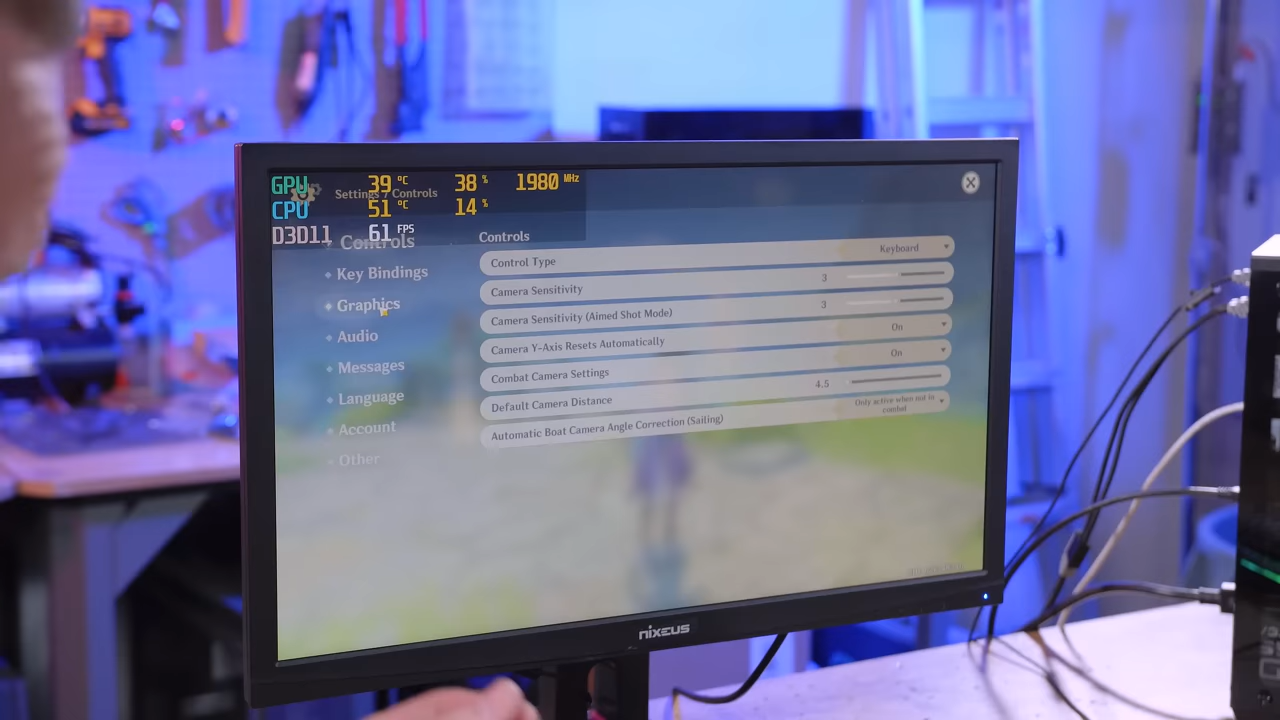 GPU 39 °C 38 % 1980 MHz
Settings / Controls
CPU 51 °C 14 %
D3D11 61 FPS
Controls
Key Bindings
Graphics
Audio
Messages
Language
Account
Other
Controls
Control Type Keyboard
Camera Sensitivity 3
Camera Sensitivity (Aimed Shot Mode) 3
Camera Y-Axis Resets Automatically On
Combat Camera Settings On
Default Camera Distance 4.5
Automatic Boat Camera Angle Correction (Sailing) Only active when not in combat
nixeus